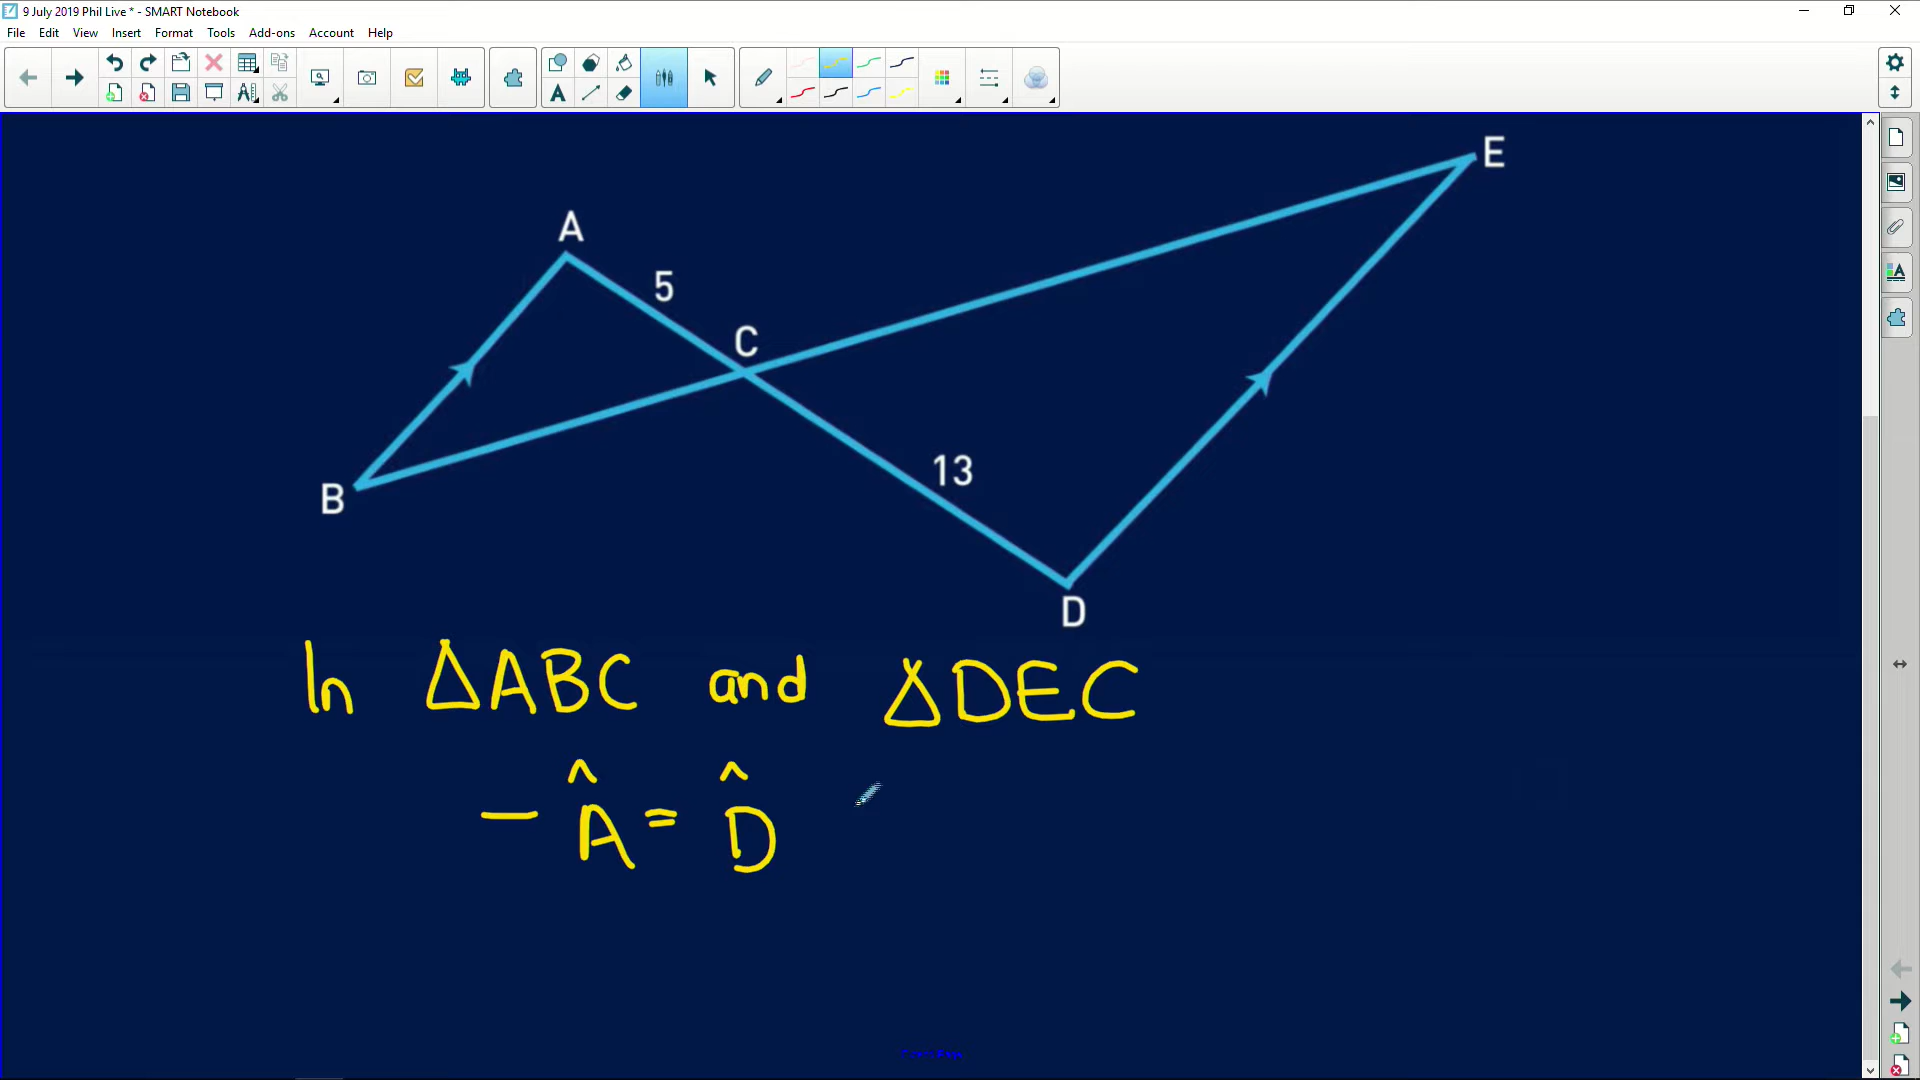 9 July 2019 Phil Live * - SMART Notebook
File Edit View Insert Format Tools Add-ons Account Help
E
A
5
C
13
B
D
In ΔABC and ΔDEC
- Â = D̂